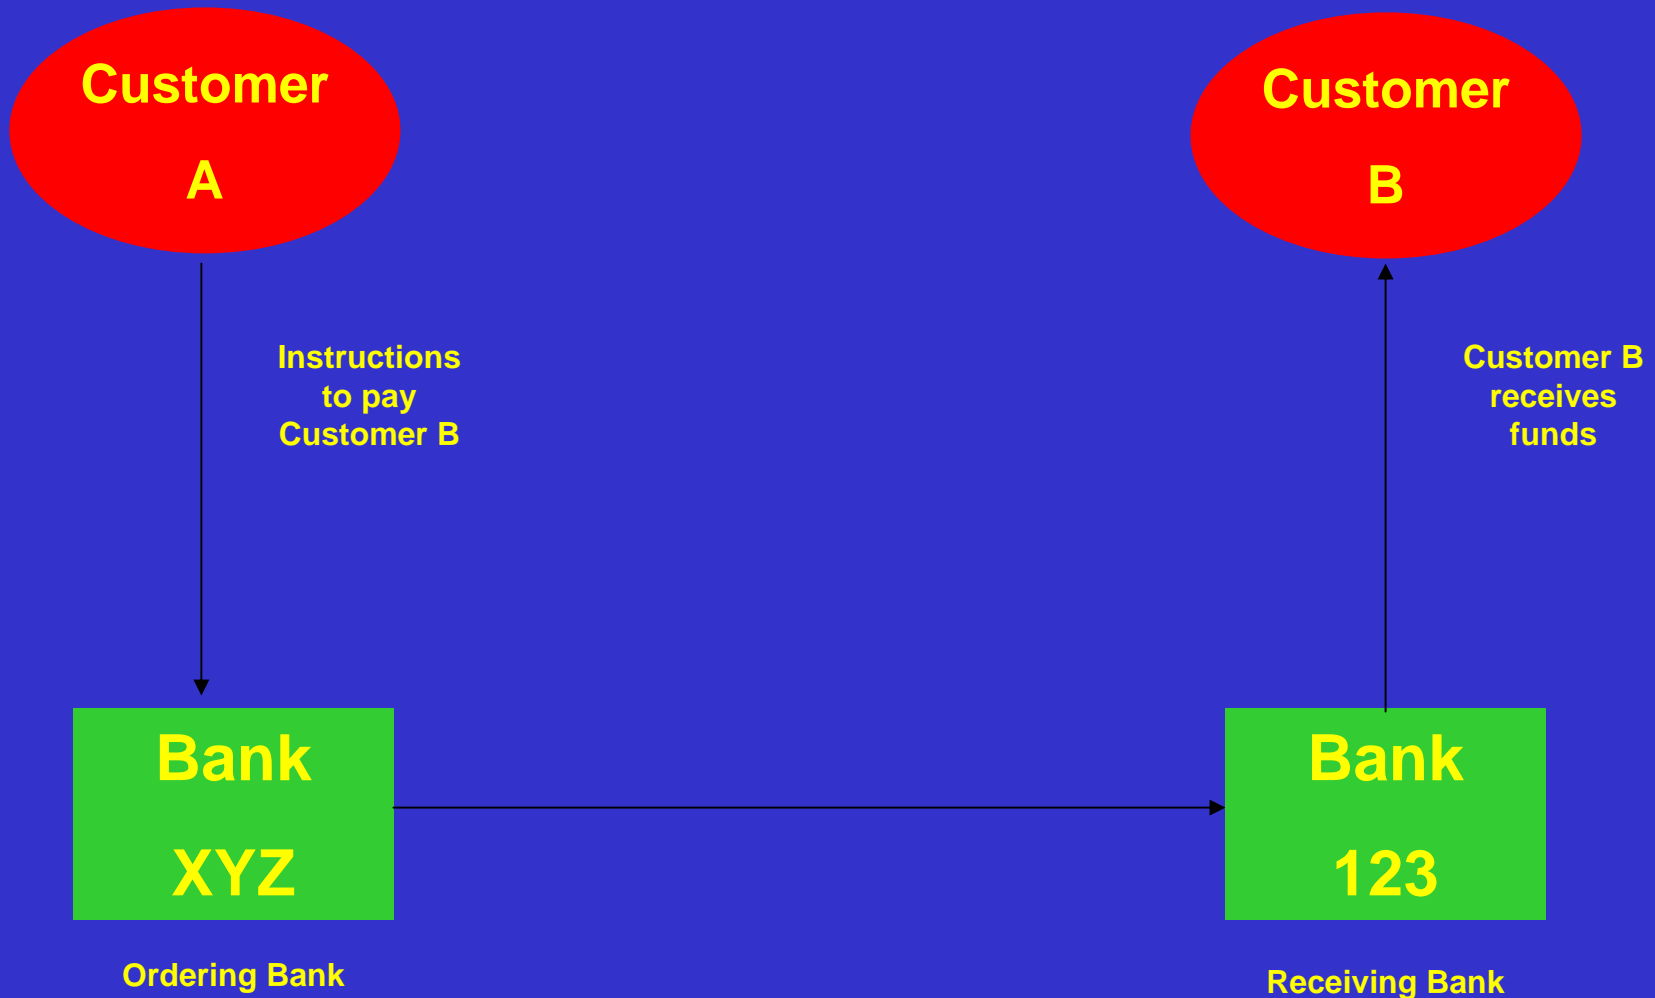 Customer
A
Customer
B
Instructions
to pay
Customer B
Customer B
receives
funds
Bank
XYZ
Bank
123
Ordering Bank
Receiving Bank